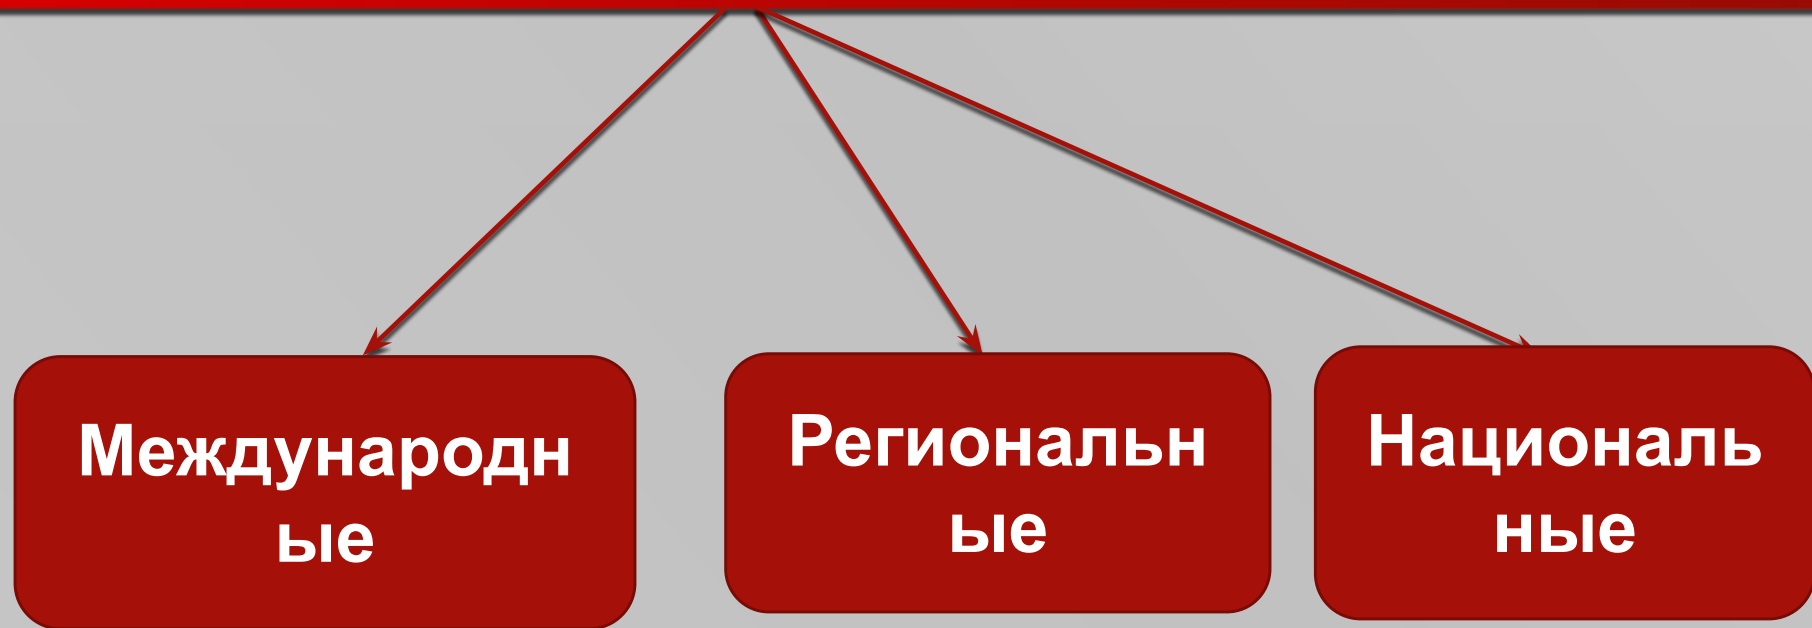 Международн
ые
Региональн
ые
Националь
ные